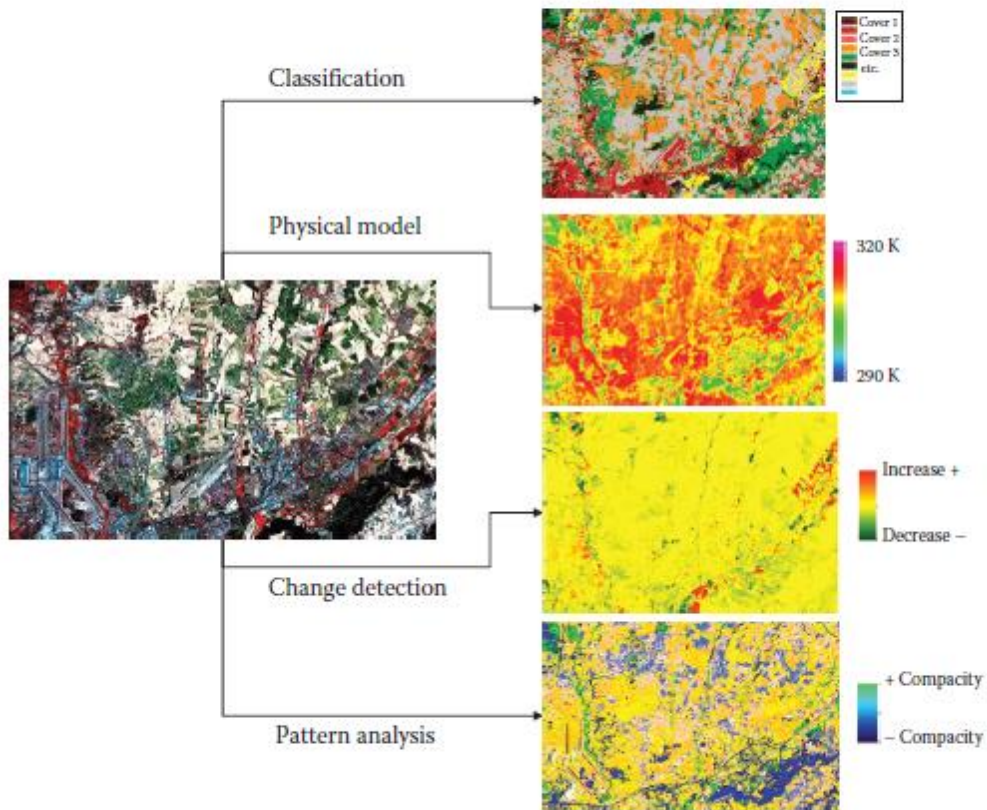 Classification
Cover 1
Cover 2
Cover 3
etc.
Physical model
320 K
290 K
Change detection
Increase +
Decrease –
Pattern analysis
+ Compacity
– Compacity